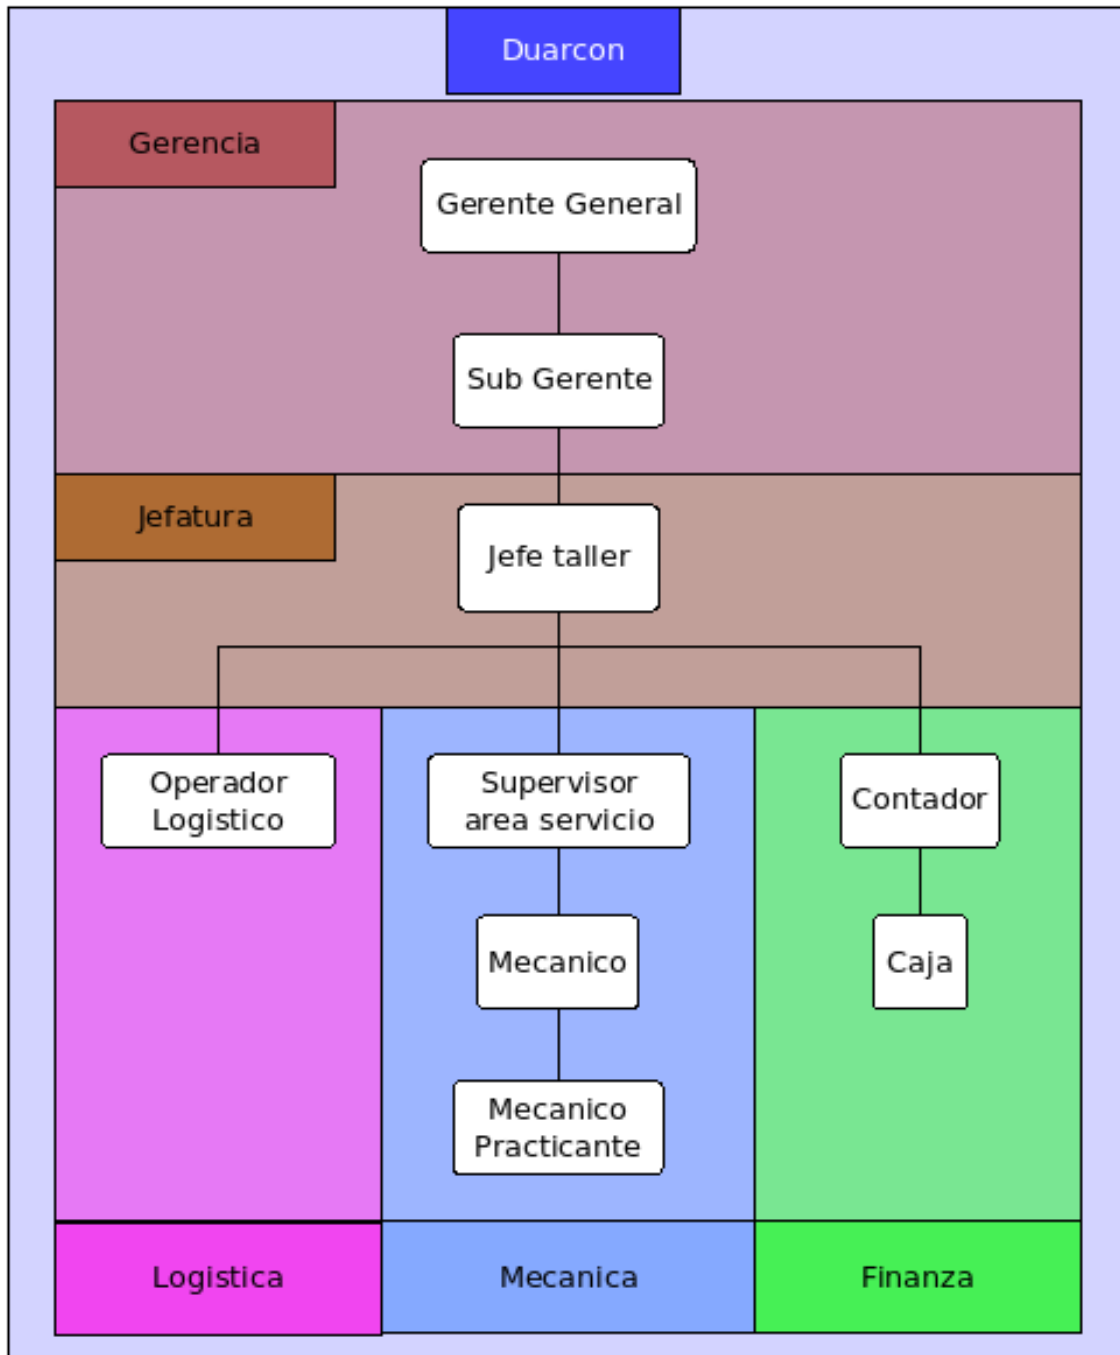 Duarcon
Gerencia
Gerente General
Sub Gerente
Jefatura
Jefe taller
Operador
Logistico
Supervisor
area servicio
Contador
Mecanico
Caja
Mecanico
Practicante
Logistica
Mecanica
Finanza